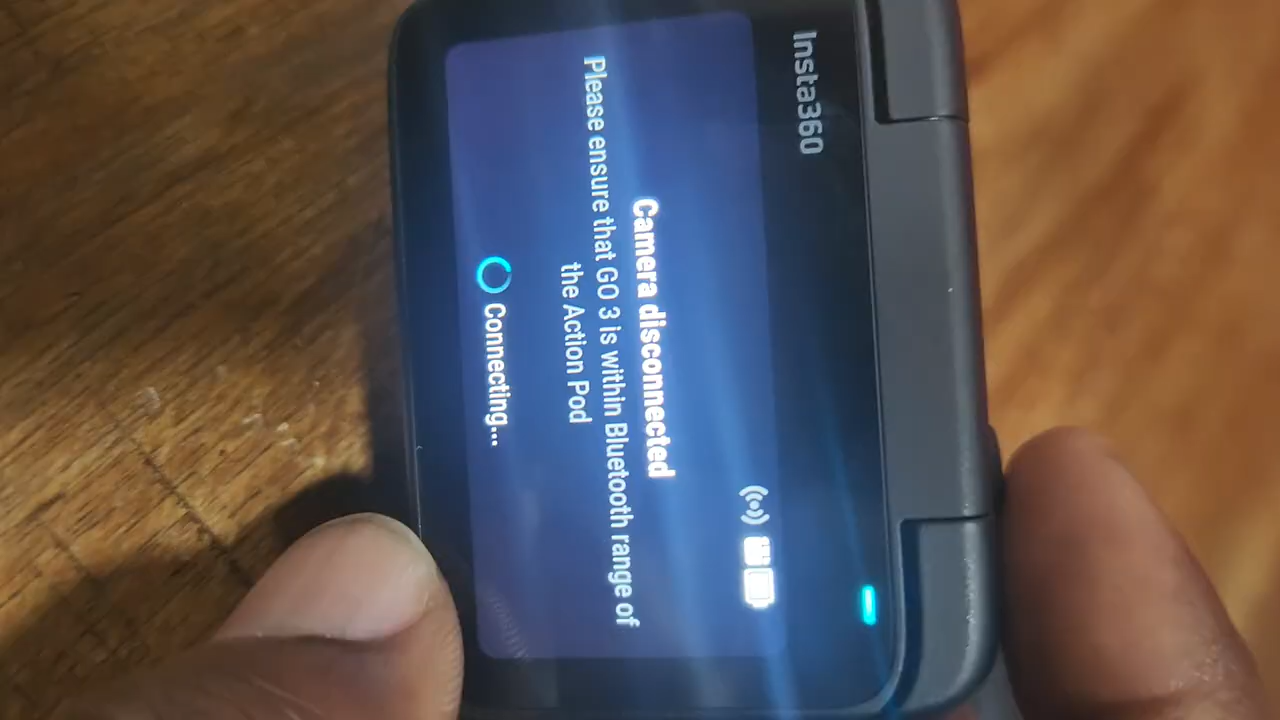 Insta360
Camera disconnected
Please ensure that GO 3 is within Bluetooth range of
the Action Pod
Connecting...